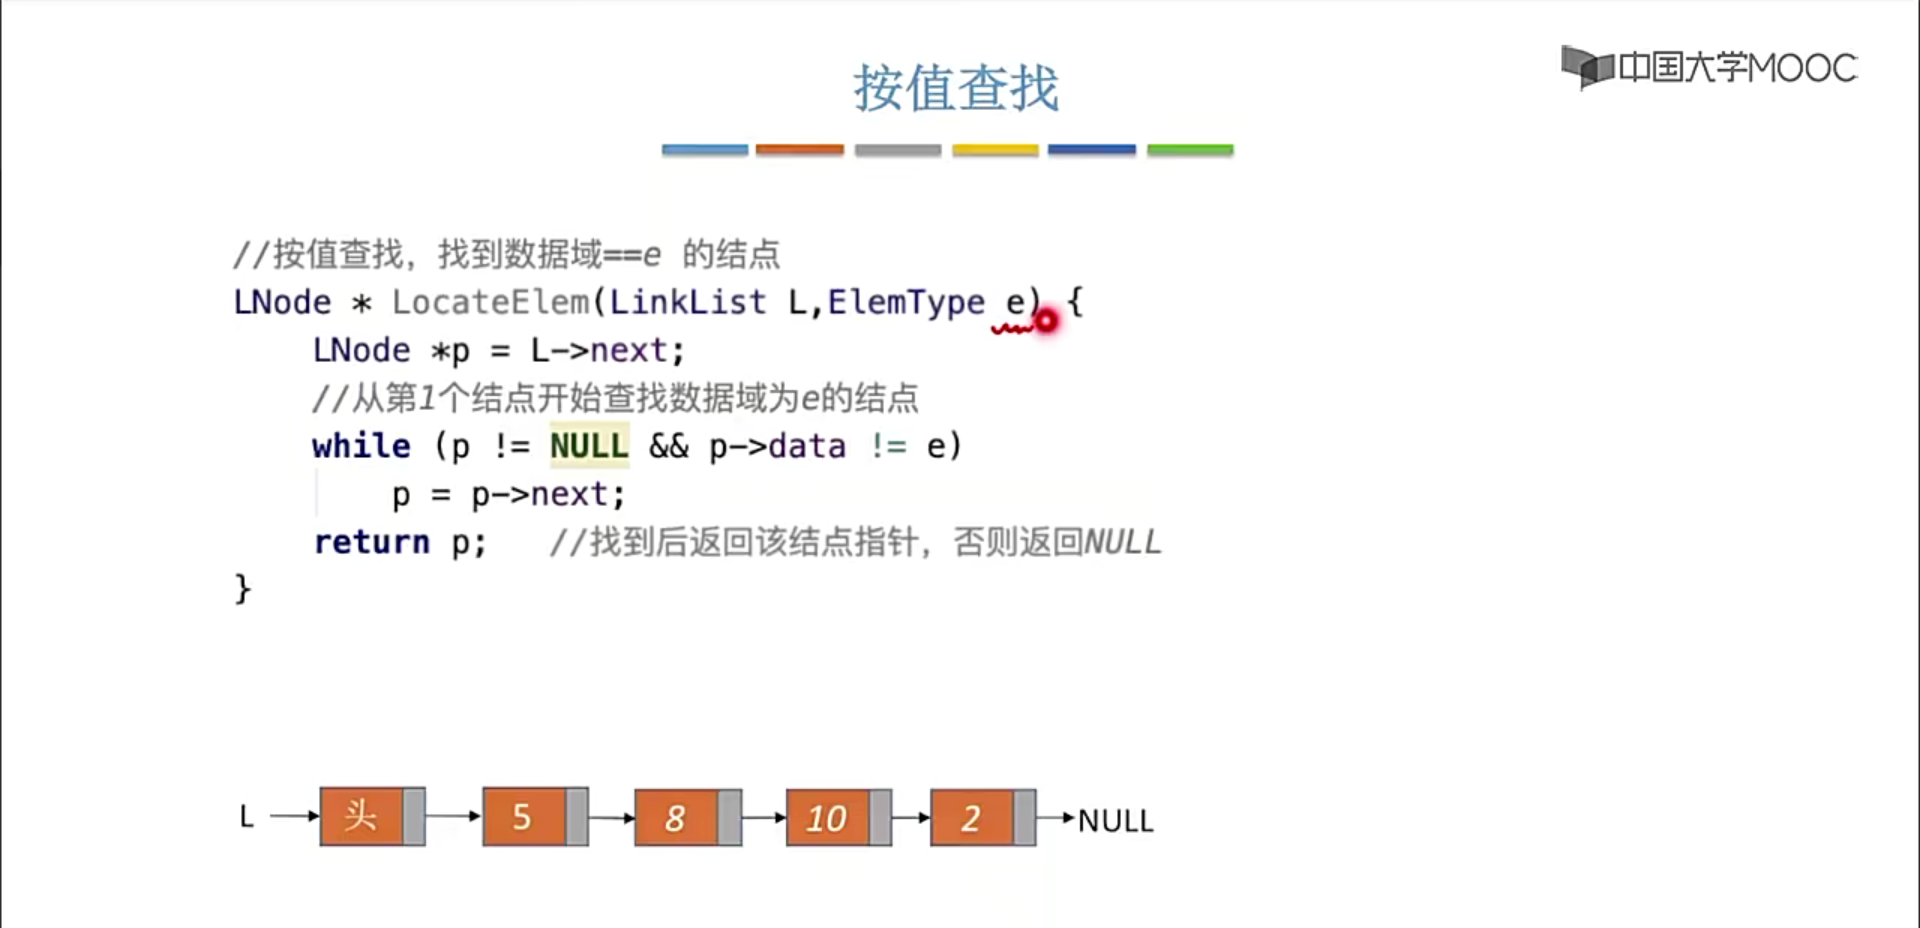 中国大学MOOC
按值查找
//按值查找，找到数据域==e 的结点
LNode * LocateElem(LinkList L,ElemType e) {
    LNode *p = L->next;
    //从第1个结点开始查找数据域为e的结点
    while (p != NULL && p->data != e)
        p = p->next;
    return p;   //找到后返回该结点指针，否则返回NULL
}
L 头 5 8 10 2 NULL